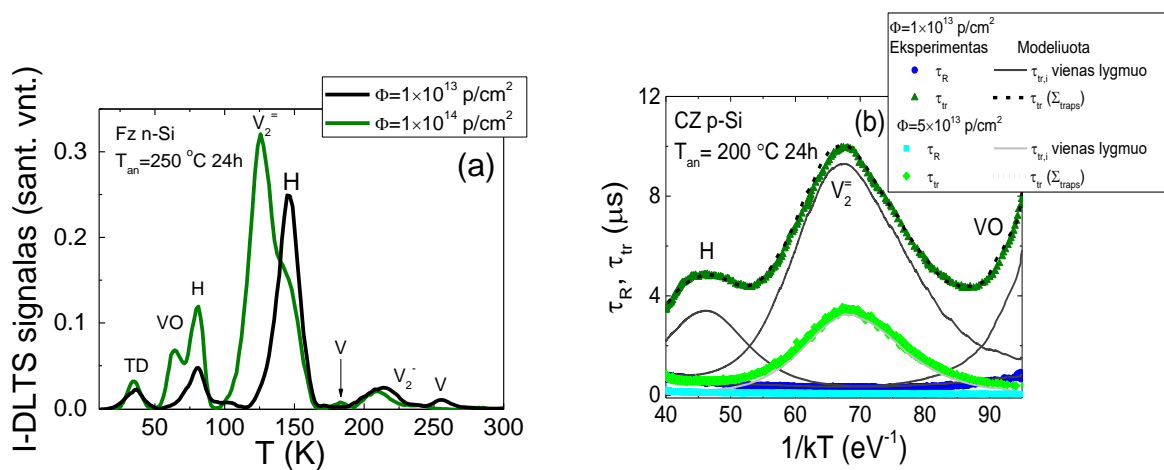 I-DLTS signalas (sant. vnt.)
0.3
0.2
0.1
0.0
Fz n-Si
T_an=250 °C 24h
Φ=1×10^13 p/cm^2
Φ=1×10^14 p/cm^2
(a)
V_2^=
H
H
VO
TD
V
V_2^-
V
50 100 150 200 250 300
T (K)
τ_R, τ_tr (μs)
12
8
4
0
CZ p-Si
T_an= 200 °C 24h
(b)
Φ=1×10^13 p/cm^2
Eksperimentas Modeliuota
τ_R τ_tr,i vienas lygmuo
τ_tr τ_tr (Σ_traps)
Φ=5×10^13 p/cm^2
τ_R τ_tr,i vienas lygmuo
τ_tr τ_tr (Σ_traps)
H
V_2^=
VO
40 50 60 70 80 90
1/kT (eV^-1)